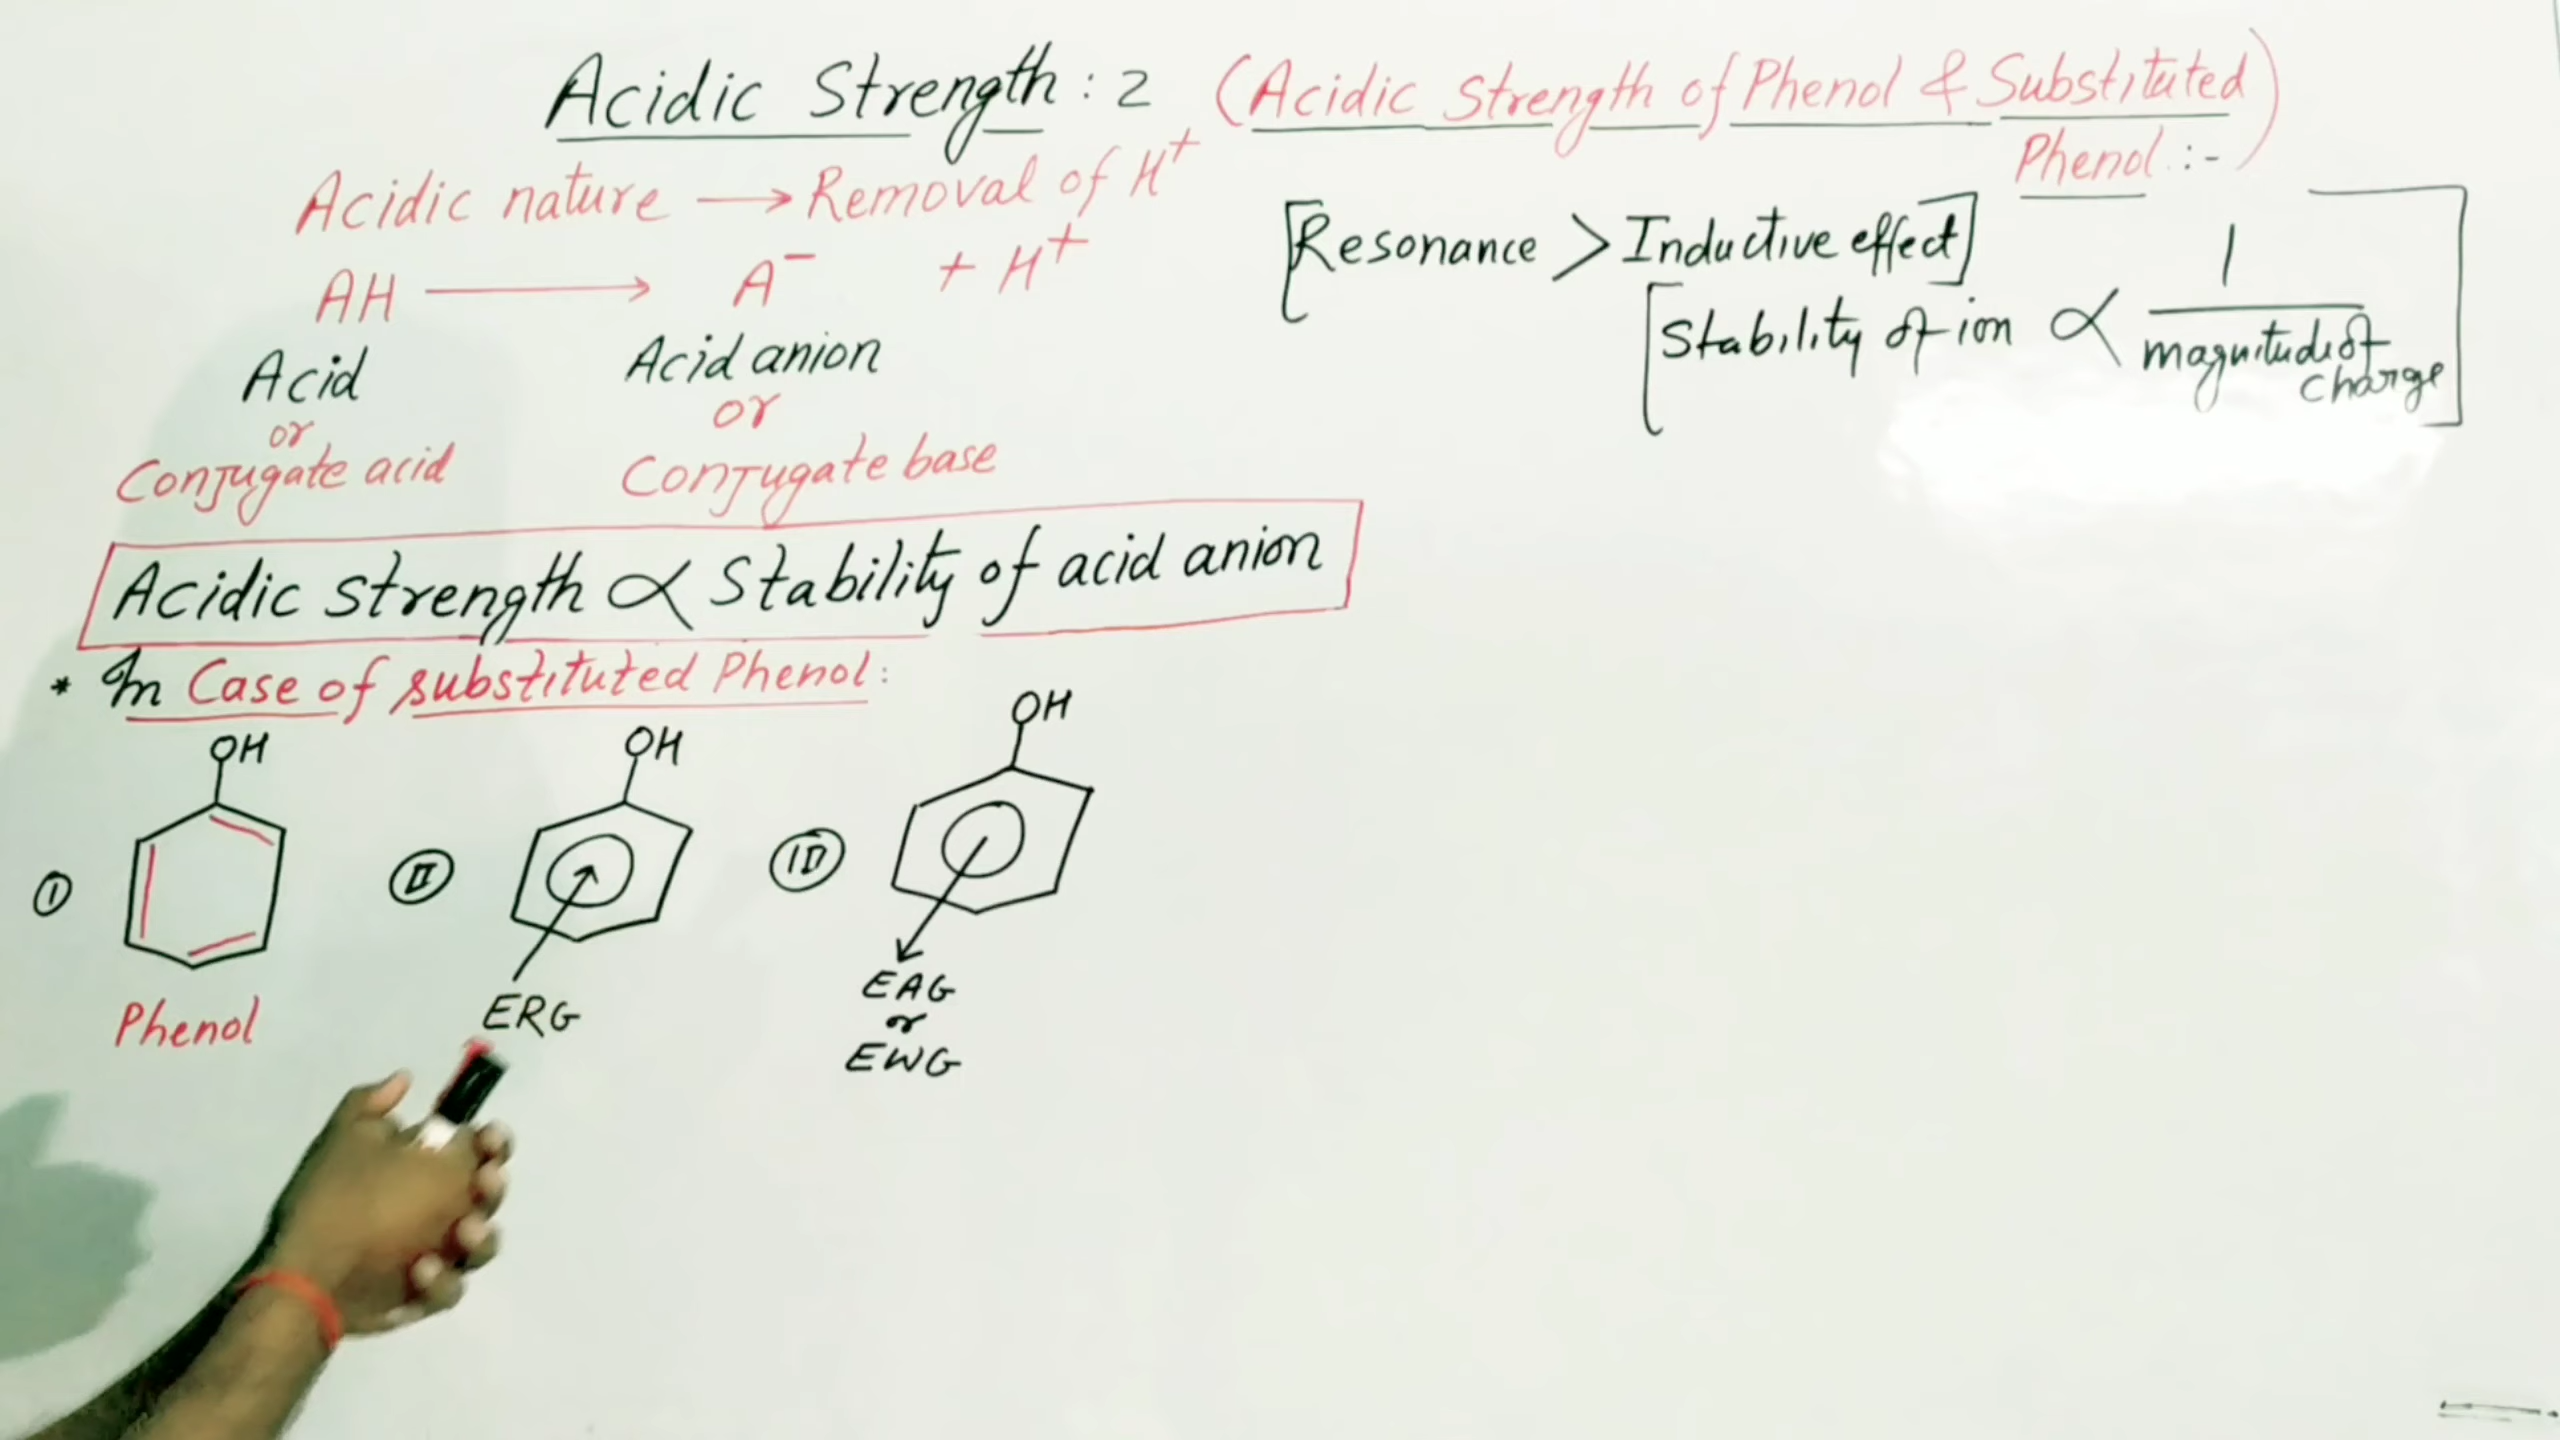 Acidic Strength : 2 (Acidic Strength of Phenol & Substituted
Phenol :-)
Acidic nature → Removal of H⁺
AH → A⁻ + H⁺
Acid
or
Conjugate acid
Acid anion
or
Conjugate base
[Resonance > Inductive effect]
[Stability of ion ∝ 1
magnitude of
charge]
Acidic strength ∝ Stability of acid anion
* In Case of substituted Phenol :
OH
I
Phenol
OH
II
ERG
OH
EAG
or
EWG